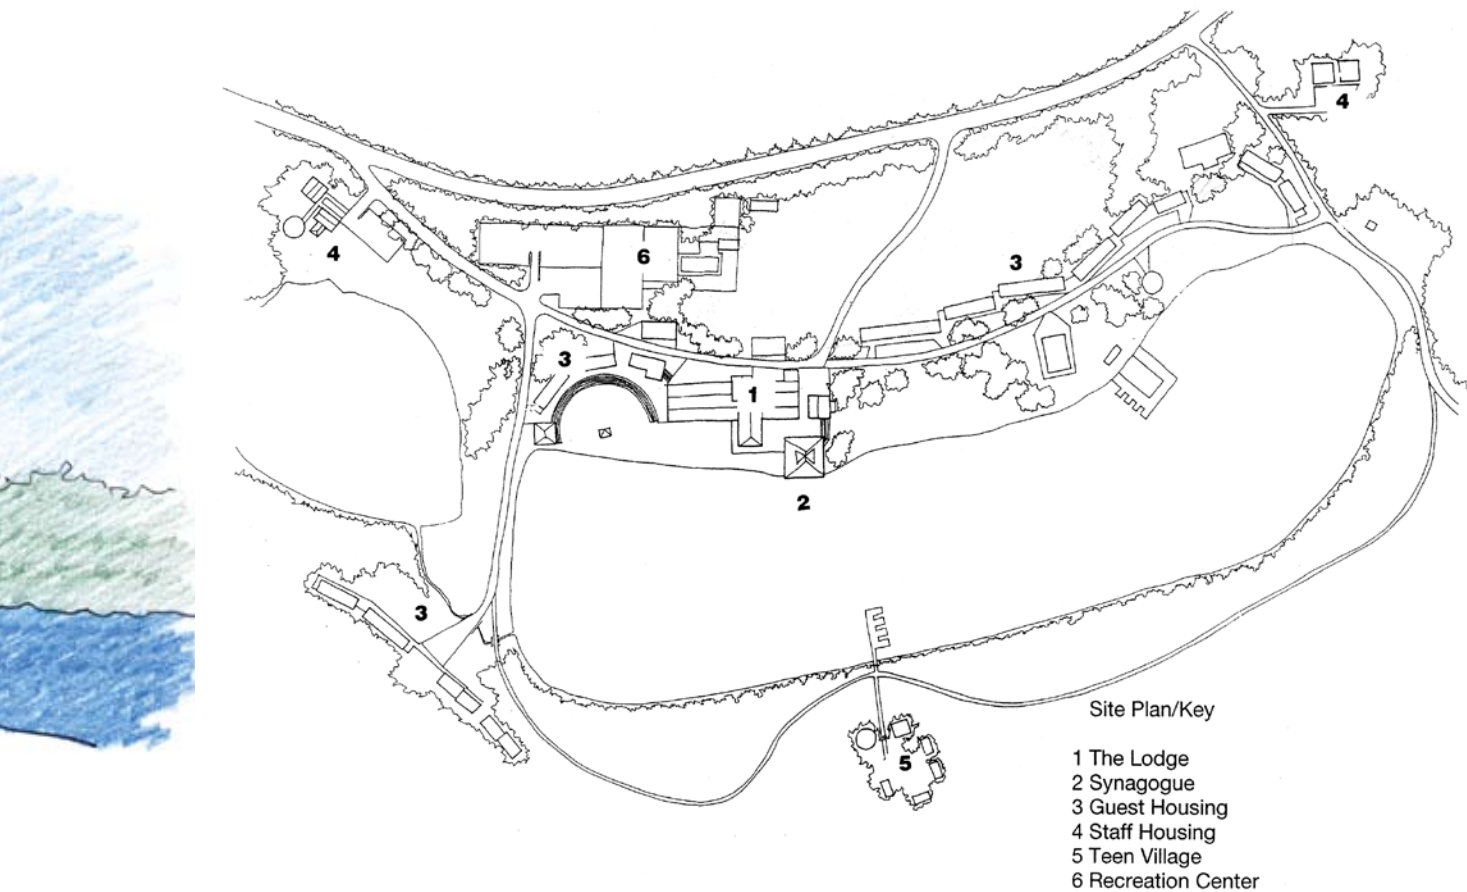 4
4
6
3
3
1
2
3
5
Site Plan/Key
1 The Lodge
2 Synagogue
3 Guest Housing
4 Staff Housing
5 Teen Village
6 Recreation Center